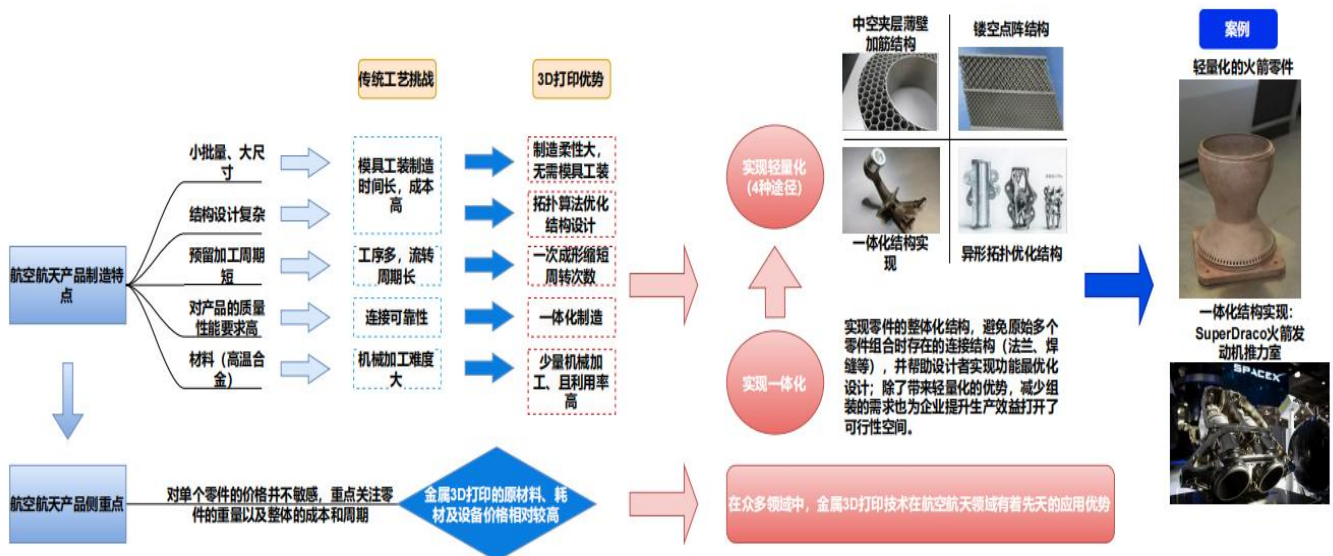 传统工艺挑战
3D打印优势
航空航天产品制造特
点
小批量、大尺
寸
模具工装制造
时间长，成本
高
制造柔性大，
无需模具工装
结构设计复杂
拓扑算法优化
结构设计
预留加工周期
短
工序多，流转
周期长
一次成形缩短
周转次数
对产品的质量
性能要求高
连接可靠性
一体化制造
材料（高温合
金）
机械加工难度
大
少量机械加
工、且利用率
高
实现轻量化
(4种途径)
中空夹层薄壁
加筋结构
镂空点阵结构
一体化结构实
现
异形拓扑优化结构
实现一体化
实现零件的整体化结构，避免原始多个
零件组合时存在的连接结构（法兰、焊
缝等），并帮助设计者实现功能最优化
设计；除了带来轻量化的优势，减少组
装的需求也为企业提升生产效益打开了
可行性空间。
案例
轻量化的火箭零件
一体化结构实现：
SuperDraco火箭发
动机推力室
SPACEX
航空航天产品侧重点
对单个零件的价格并不敏感，重点关注零
件的重量以及整体的成本和周期
金属3D打印的原材料、耗
材及设备价格相对较高
在众多领域中，金属3D打印技术在航空航天领域有着先天的应用优势